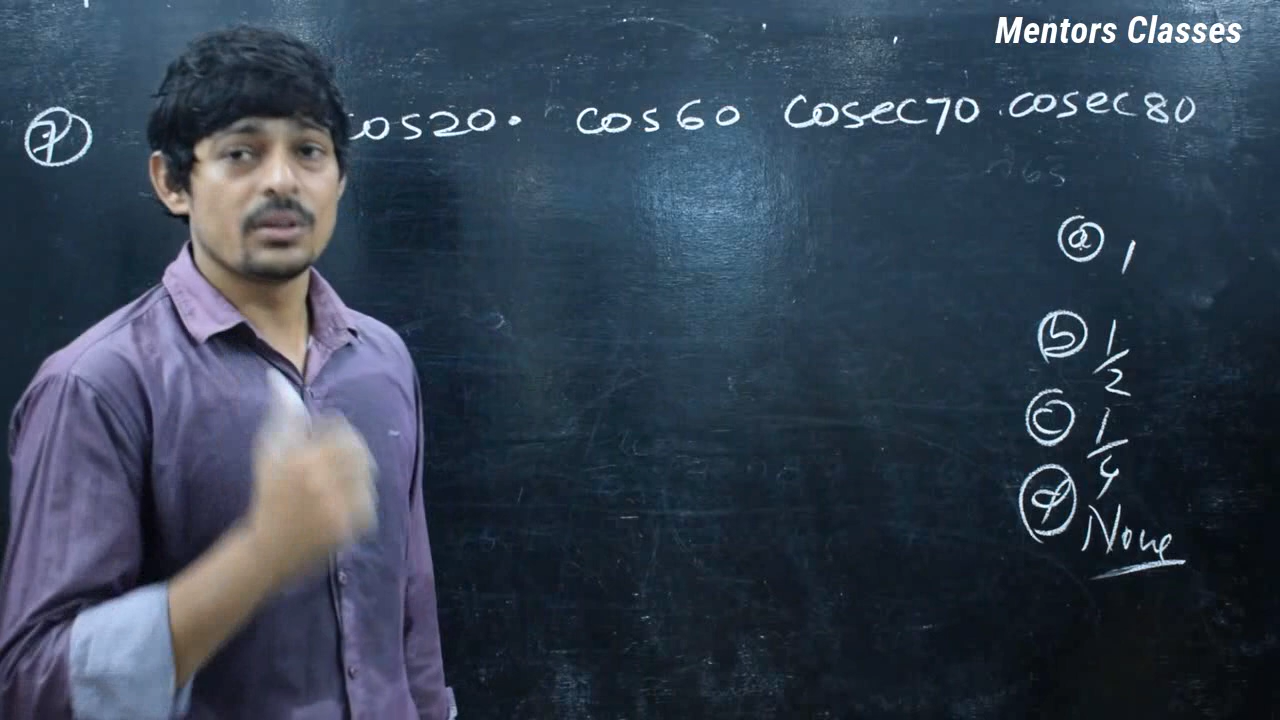 Mentors Classes
7 cos20. cos60 cosec70 . cosec80
a 1
b 1/2
c 1/4
d None